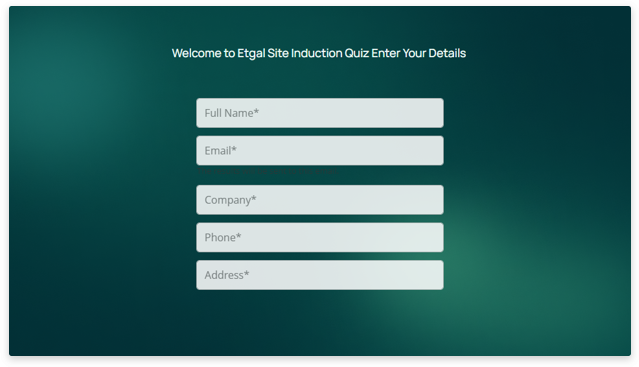 Welcome to Etgal Site Induction Quiz Enter Your Details
Full Name*
Email*
Company*
Phone*
Address*